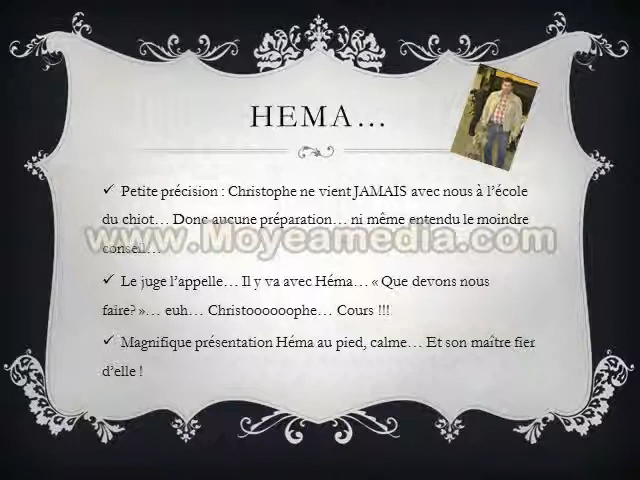 HEMA…
✓ Petite précision : Christophe ne vient JAMAIS avec nous à l'école
du chiot… Donc aucune préparation… ni même entendu le moindre
www.Moyeamedia.com
conseil…
✓ Le juge l'appelle… Il y va avec Héma… « Que devons nous
faire? »… euh… Christoooooophe… Cours !!!
✓ Magnifique présentation Héma au pied, calme… Et son maître fier
d'elle !